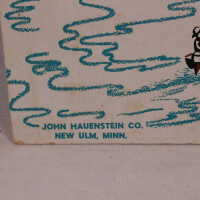 JOHN HAUENSTEIN CO.
NEW ULM, MINN.